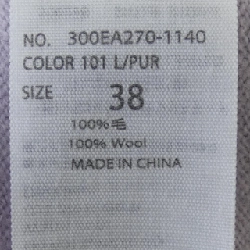 NO. 300EA270-1140
COLOR 101 L/PUR
SIZE 38
100%毛
100% Wool
MADE IN CHINA